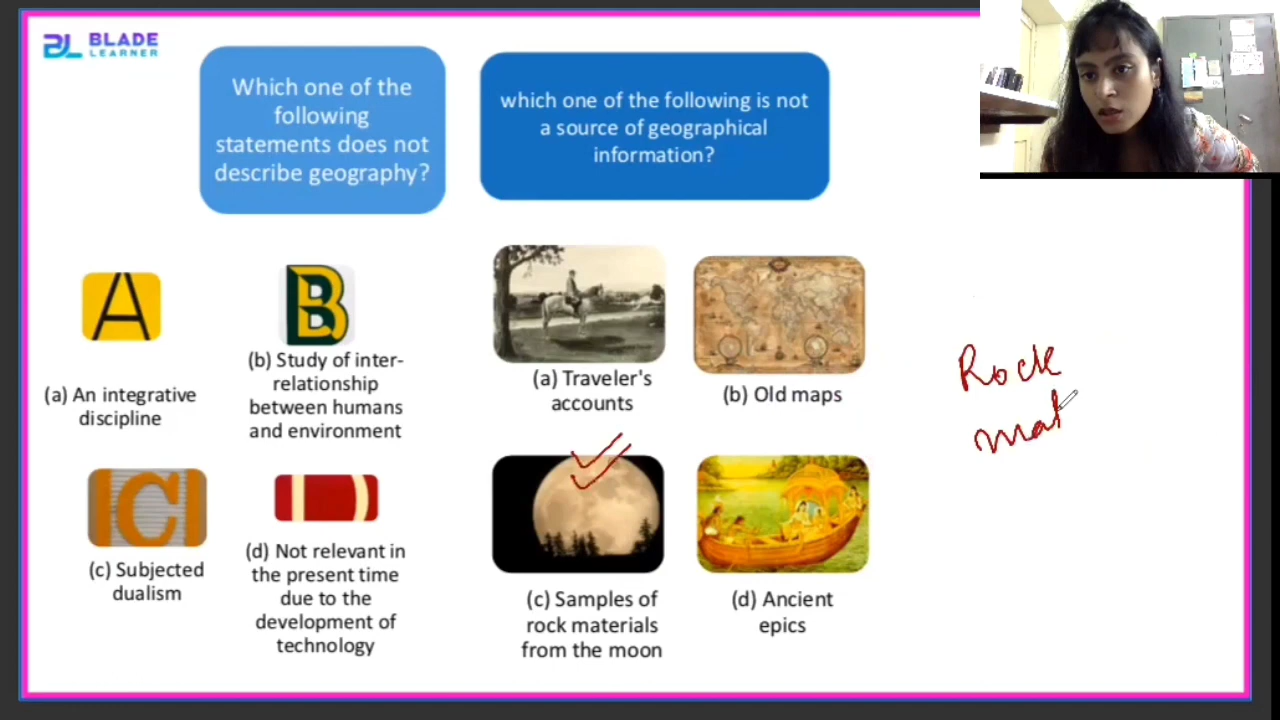 BLADE
LEARNER
Which one of the
following
statements does not
describe geography?
which one of the following is not
a source of geographical
information?
A
(a) An integrative
discipline
B
(b) Study of inter-
relationship
between humans
and environment
C
(c) Subjected
dualism
(d) Not relevant in
the present time
due to the
development of
technology
(a) Traveler's
accounts
(b) Old maps
(c) Samples of
rock materials
from the moon
(d) Ancient
epics
Rock
mat